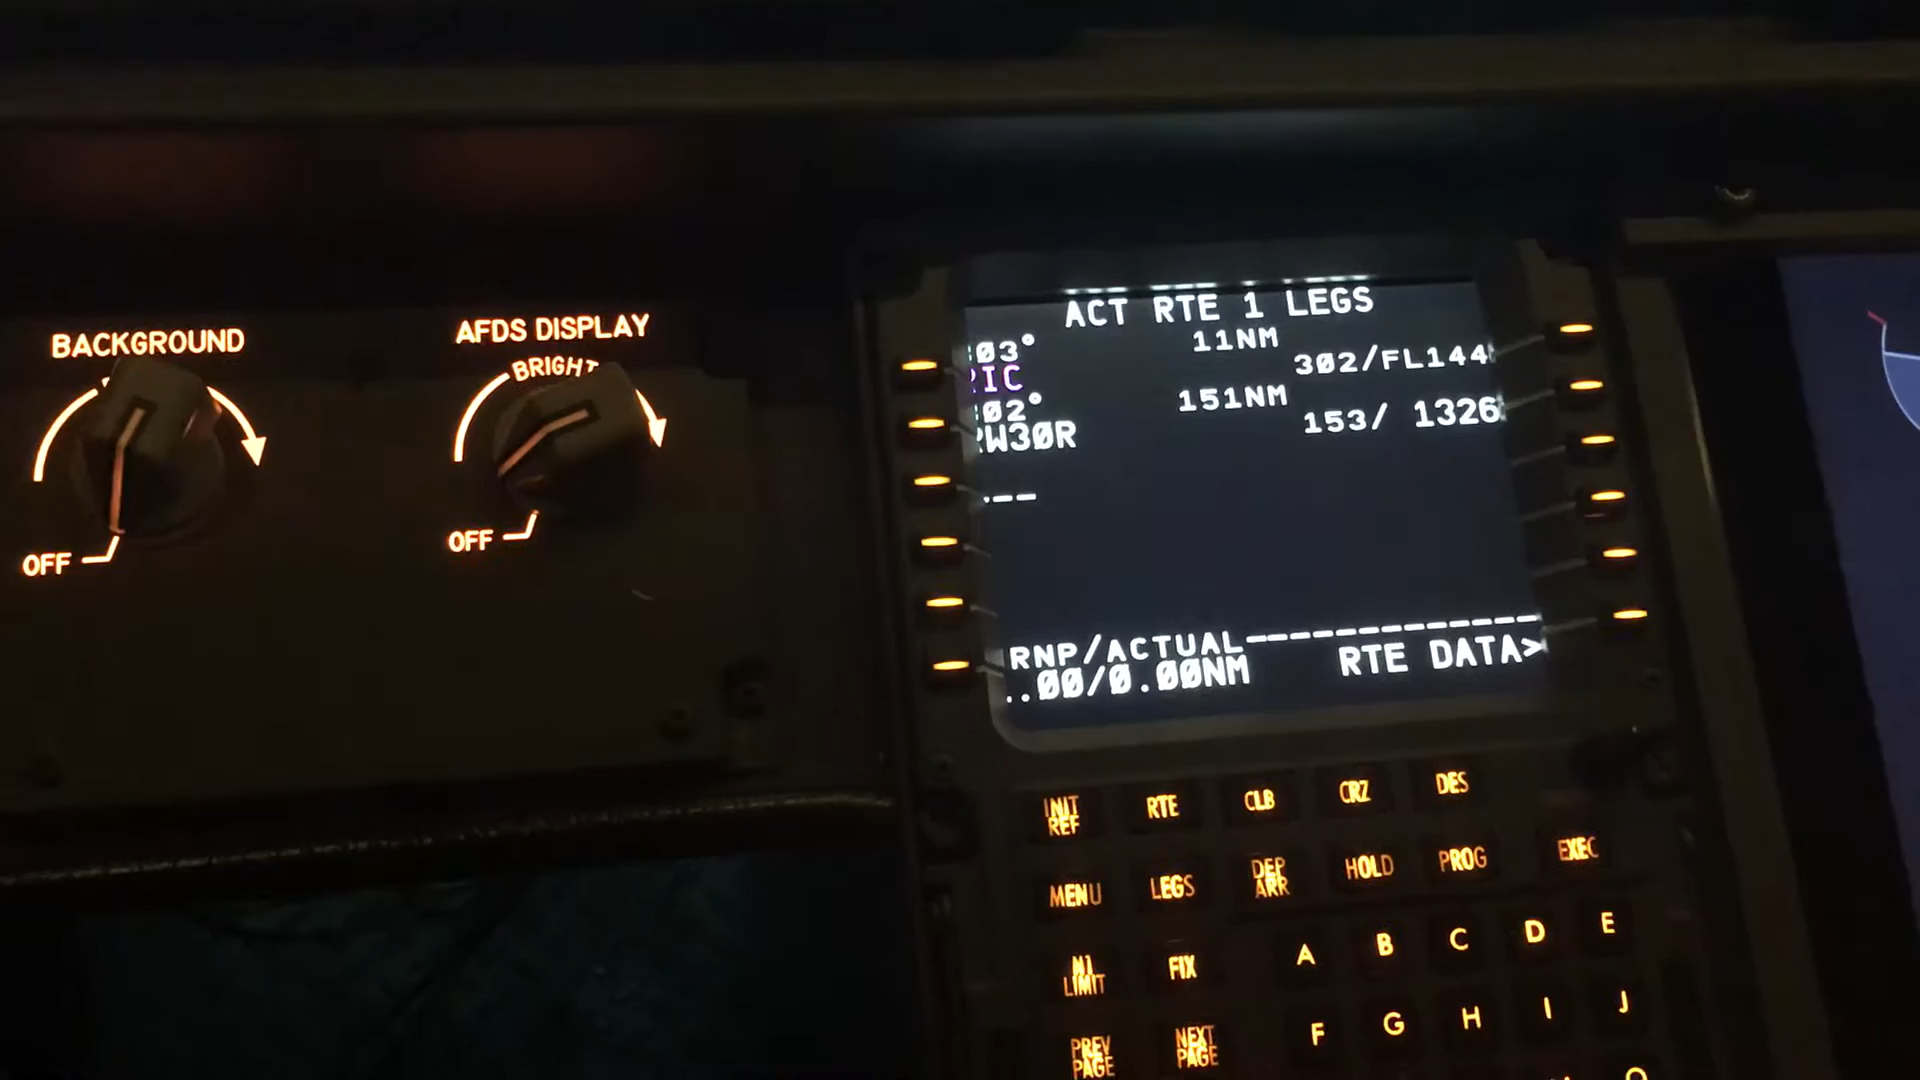 BACKGROUND
OFF
AFDS DISPLAY
BRIGHT
OFF
ACT RTE 1 LEGS
03° 11NM
IC 302/FL144
02° 151NM
W30R 153/ 1326
---
RNP/ACTUAL-------------
..00/0.00NM RTE DATA>
INIT REF RTE CLB CRZ DES
MENU LEGS DEP ARR HOLD PROG EXEC
N1 LIMIT FIX A B C D E
PREV PAGE NEXT PAGE F G H I J